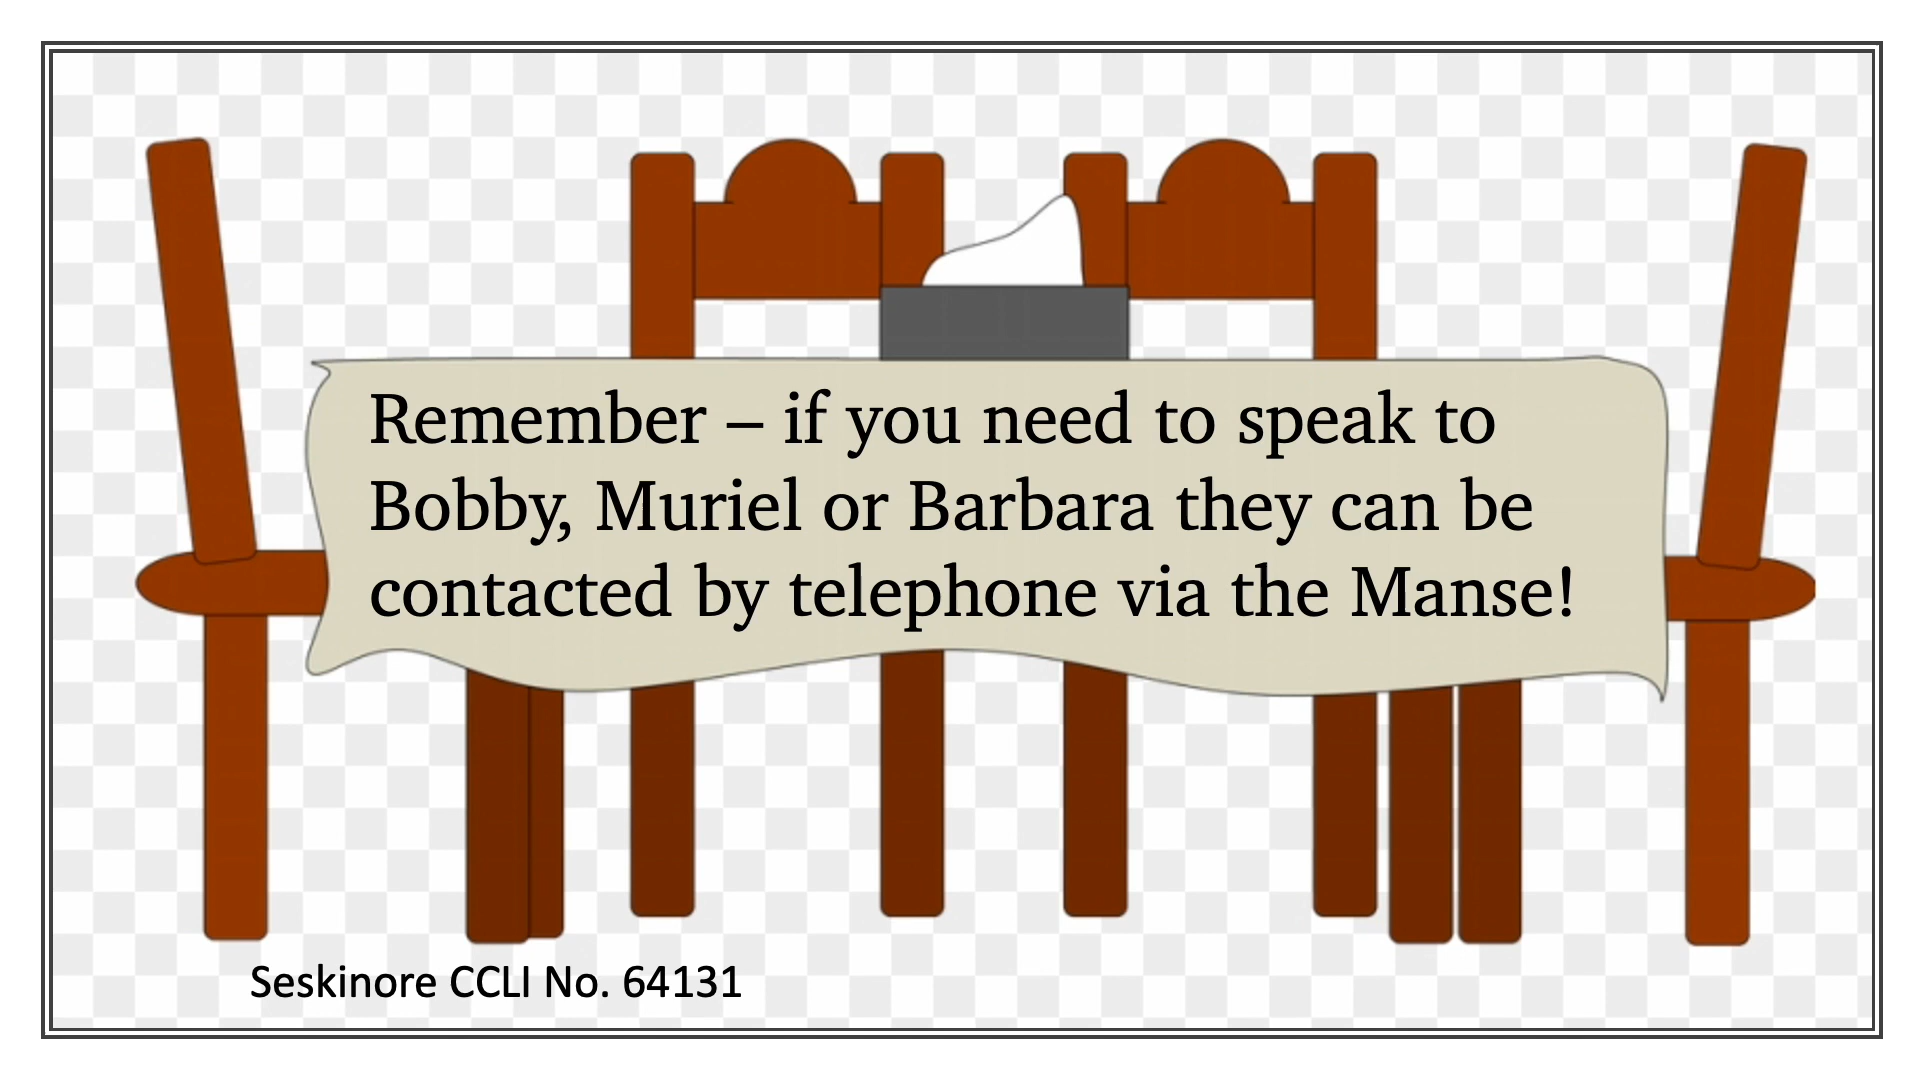 Remember – if you need to speak to
Bobby, Muriel or Barbara they can be
contacted by telephone via the Manse!
Seskinore CCLI No. 64131